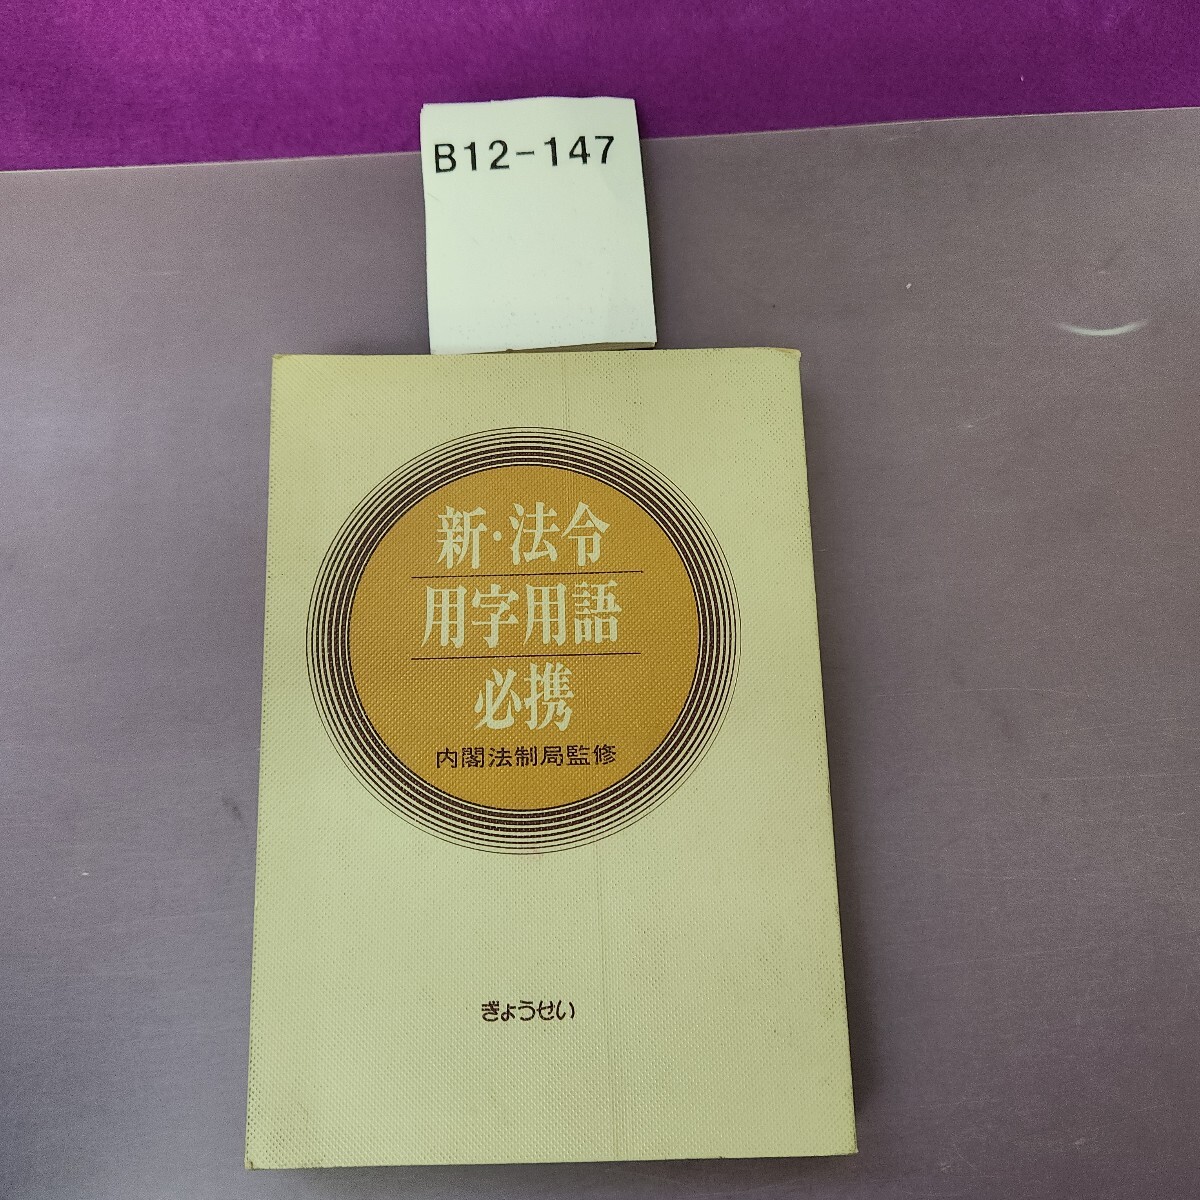 B12-147
新・法令
用字用語
必携
内閣法制局監修
ぎょうせい